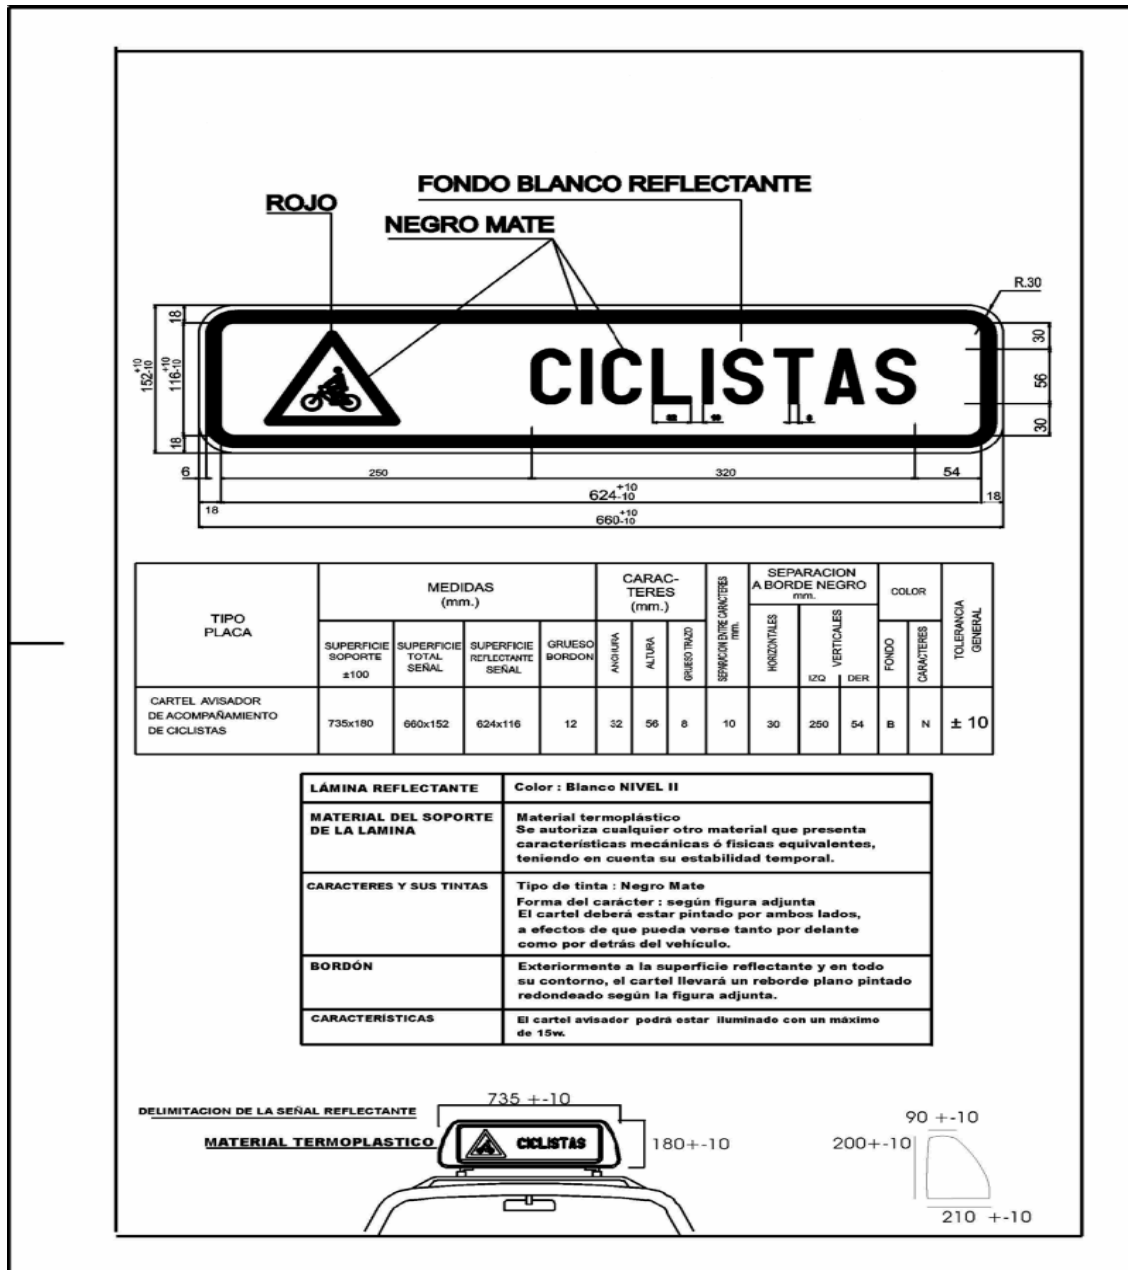 FONDO BLANCO REFLECTANTE
ROJO
NEGRO MATE
R.30
18
152 +10 -10
116 +10 -10
18
CICLISTAS
30
56
30
32
10
8
6
250
320
54
624 +10 -10
18
18
660 +10 -10
TIPO PLACA
MEDIDAS (mm.)
CARAC-
TERES
(mm.)
SEPARACION ENTRE CARACTERES mm.
SEPARACION
A BORDE NEGRO
mm.
COLOR
TOLERANCIA GENERAL
SUPERFICIE SOPORTE ±100
SUPERFICIE TOTAL SEÑAL
SUPERFICIE REFLECTANTE SEÑAL
GRUESO BORDON
ANCHURA
ALTURA
GRUESO TRAZO
HORIZONTALES
VERTICALES
IZQ
DER
FONDO
CARACTERES
CARTEL AVISADOR
DE ACOMPAÑAMIENTO
DE CICLISTAS
735x180
660x152
624x116
12
32
56
8
10
30
250
54
B
N
± 10
LÁMINA REFLECTANTE
Color : Blanco NIVEL II
MATERIAL DEL SOPORTE
DE LA LAMINA
Material termoplástico
Se autoriza cualquier otro material que presenta
características mecánicas ó fisicas equivalentes,
teniendo en cuenta su estabilidad temporal.
CARACTERES Y SUS TINTAS
Tipo de tinta : Negro Mate
Forma del carácter : según figura adjunta
El cartel deberá estar pintado por ambos lados,
a efectos de que pueda verse tanto por delante
como por detrás del vehículo.
BORDÓN
Exteriormente a la superficie reflectante y en todo
su contorno, el cartel llevará un reborde plano pintado
redondeado según la figura adjunta.
CARACTERÍSTICAS
El cartel avisador podrá estar iluminado con un máximo
de 15w.
735 +-10
DELIMITACION DE LA SEÑAL REFLECTANTE
MATERIAL TERMOPLASTICO
CICLISTAS
180+-10
90 +-10
200+-10
210 +-10